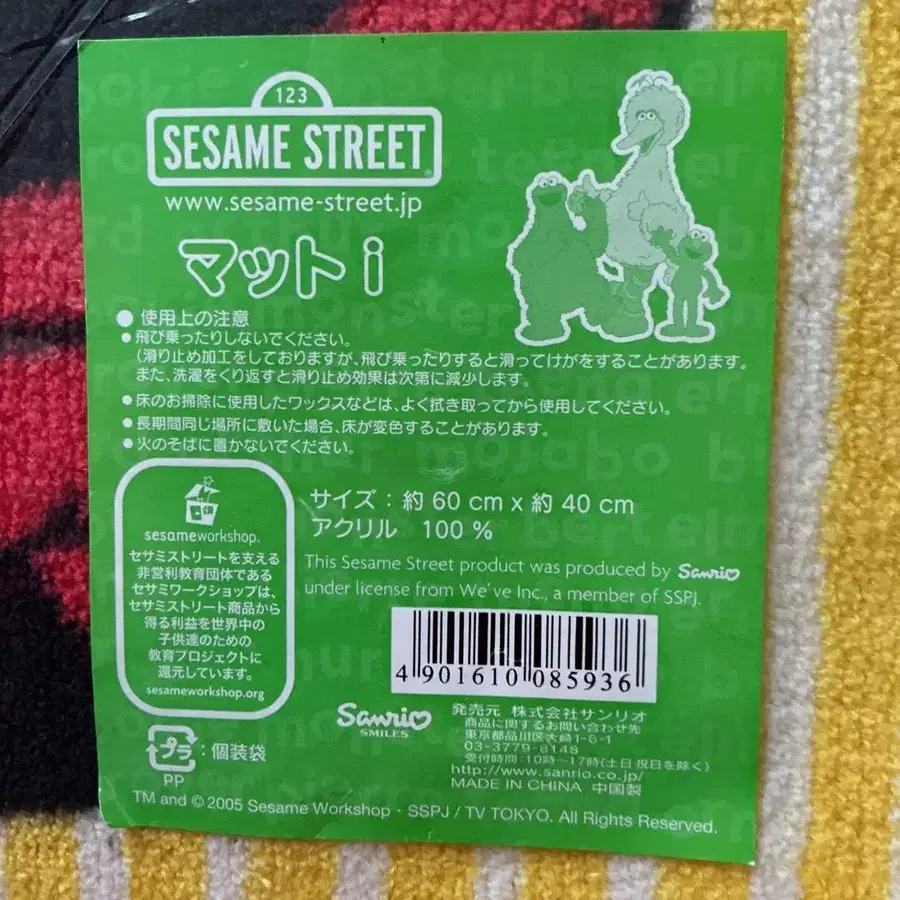 123
SESAME STREET
www.sesame-street.jp
マット i
● 使用上の注意
● 飛び乗ったりしないでください。
(滑り止め加工をしておりますが、飛び乗ったりすると滑ってけがをすることがあります。
また、洗濯をくり返すと滑り止め効果は次第に減少します。
● 床のお掃除に使用したワックスなどは、よく拭き取ってから使用してください。
● 長期間同じ場所に敷いた場合、床が変色することがあります。
● 火のそばに置かないでください。
サイズ：約 60 cm x 約 40 cm
アクリル 100 %
This Sesame Street product was produced by Sanrio
under license from We've Inc., a member of SSPJ.
sesameworkshop.
セサミストリートを支える
非営利教育団体である
セサミワークショップは、
セサミストリート商品から
得る利益を世界中の
子供達のための
教育プロジェクトに
還元しています。
sesameworkshop.org
4 901610 085936
プラ : 個装袋
PP
Sanrio
SMILES
発売元 株式会社サンリオ
商品に関するお問い合わせ先
東京都品川区大崎1-6-1
03-3779-8148
受付時間:10時〜17時(土日 祝日を除く)
http://www.sanrio.co.jp/
MADE IN CHINA 中国製
TM and © 2005 Sesame Workshop・SSPJ / TV TOKYO. All Rights Reserved.